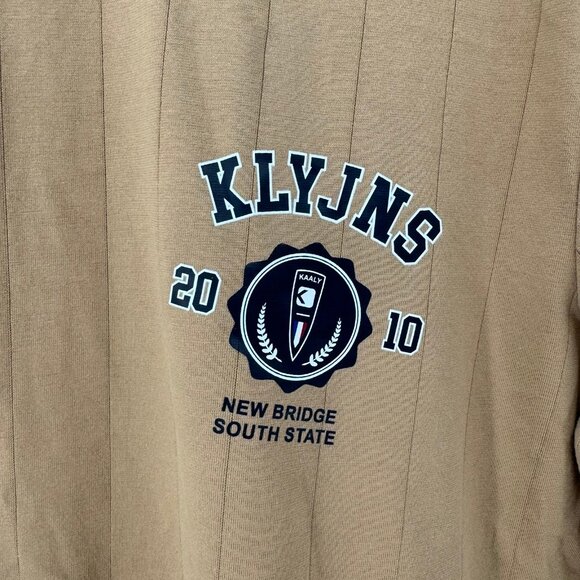 KLYJNS
20 10
KAALY
K
NEW BRIDGE
SOUTH STATE